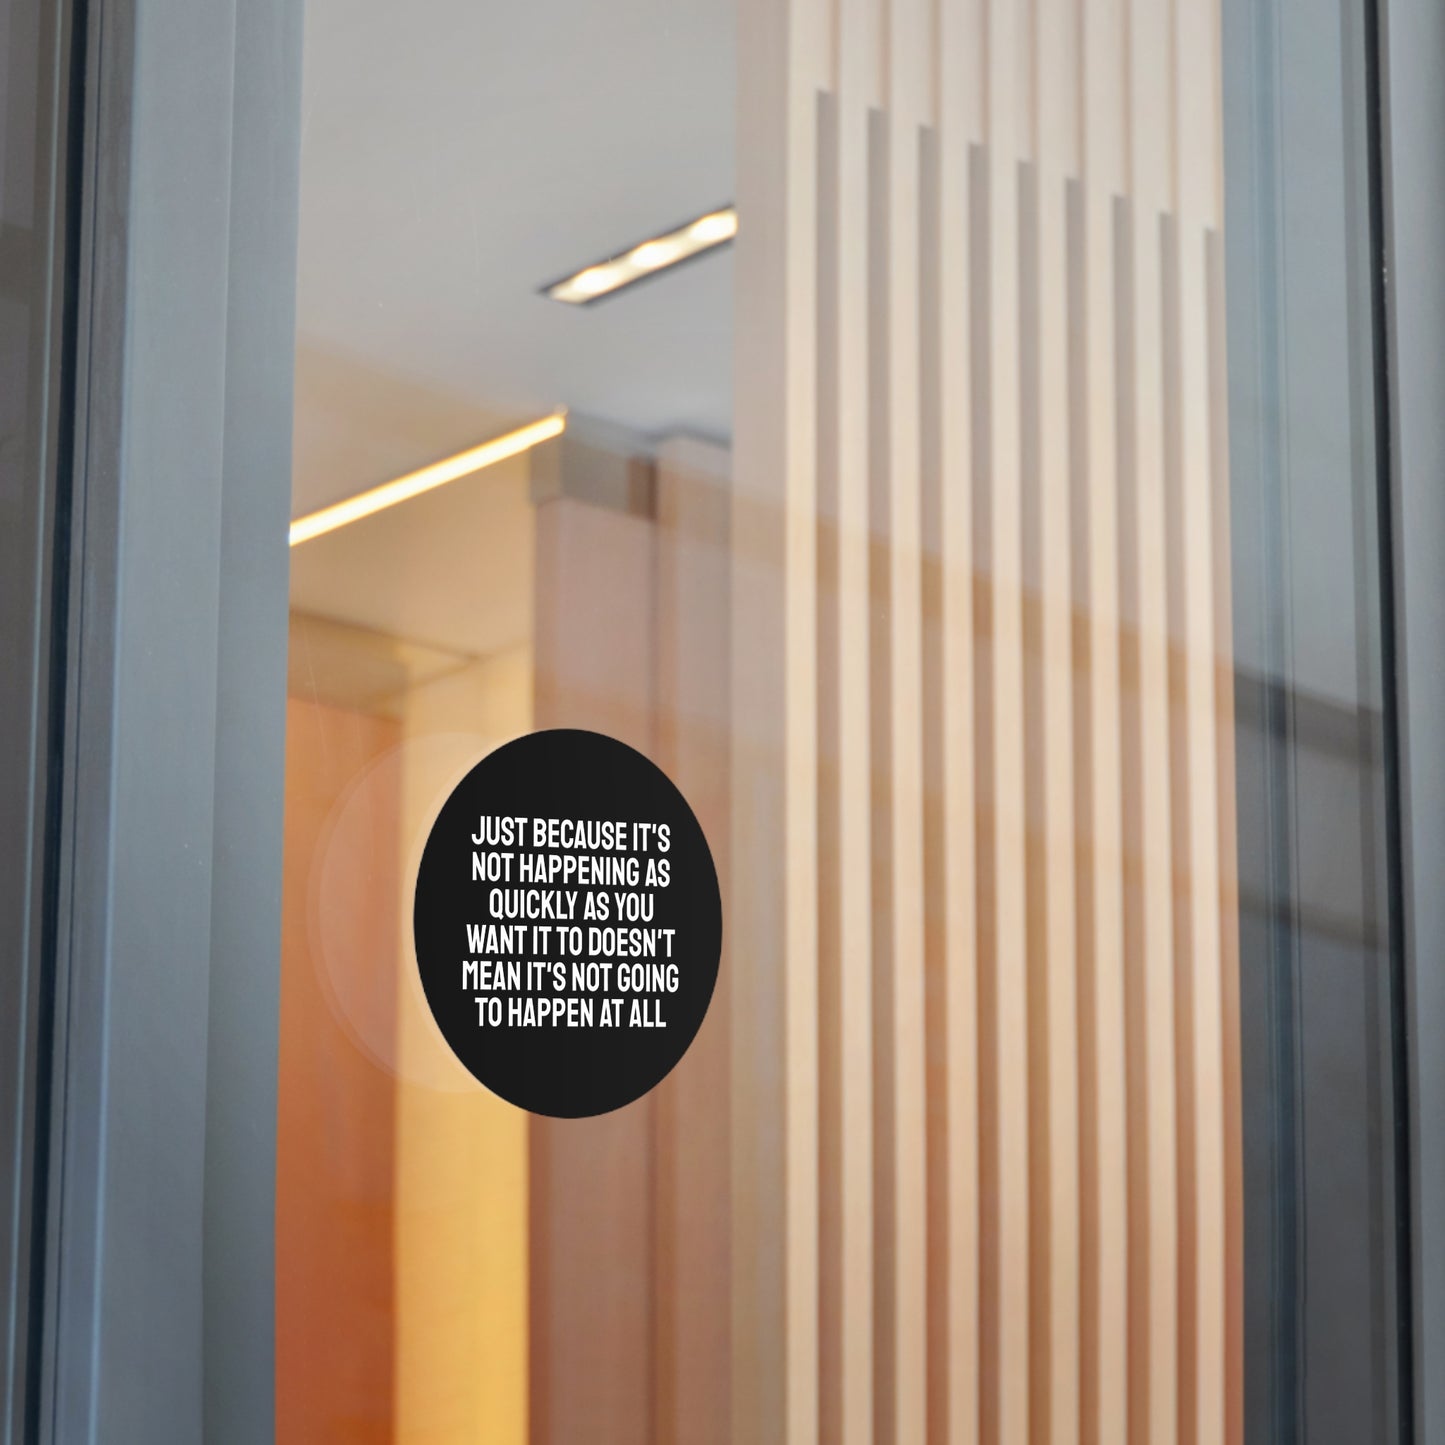 JUST BECAUSE IT'S
NOT HAPPENING AS
QUICKLY AS YOU
WANT IT TO DOESN'T
MEAN IT'S NOT GOING
TO HAPPEN AT ALL